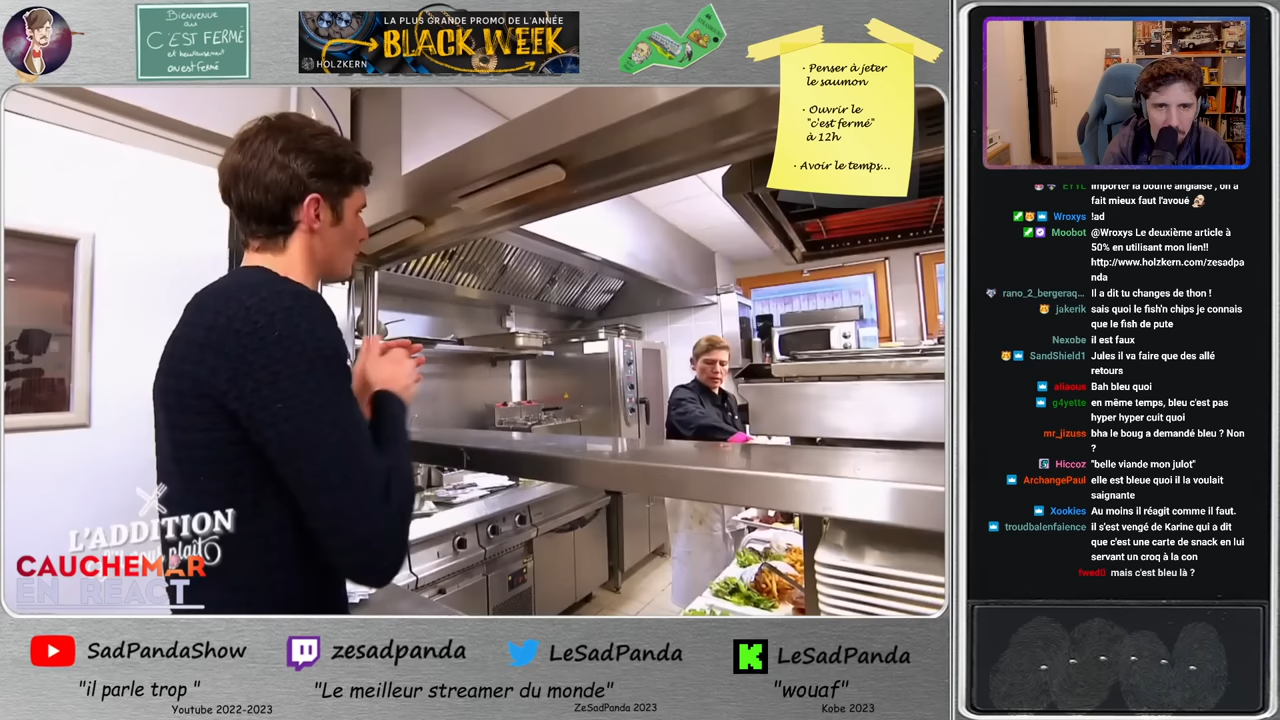 Bienvenue
au
C'EST FERMÉ
et heureusement
on est fermé
LA PLUS GRANDE PROMO DE L'ANNÉE
BLACK WEEK
HOLZKERN
· Penser à jeter
le saumon
· Ouvrir le
"c'est fermé"
à 12h
· Avoir le temps...
L'ADDITION
s'il vous plaît
CAUCHEMAR
EN REACT
importer la bouffe anglaise , on a
fait mieux faut l'avoué
Wroxys !ad
Moobot @Wroxys Le deuxième article à
50% en utilisant mon lien!!
http://www.holzkern.com/zesadpa
nda
rano_2_bergeraq... Il a dit tu changes de thon !
jakerik sais quoi le fish'n chips je connais
que le fish de pute
Nexobe il est faux
SandShield1 Jules il va faire que des allé
retours
aliaous Bah bleu quoi
g4yette en même temps, bleu c'est pas
hyper hyper cuit quoi
mr_jizuss bha le boug a demandé bleu ? Non
?
Hiccoz "belle viande mon julot"
ArchangePaul elle est bleue quoi il la voulait
saignante
Xookies Au moins il réagit comme il faut.
troudbalenfaience il s'est vengé de Karine qui a dit
que c'est une carte de snack en lui
servant un croq à la con
fwed0 mais c'est bleu là ?
SadPandaShow
zesadpanda
LeSadPanda
LeSadPanda
"il parle trop "
Youtube 2022-2023
"Le meilleur streamer du monde"
ZeSadPanda 2023
"wouaf"
Kobe 2023